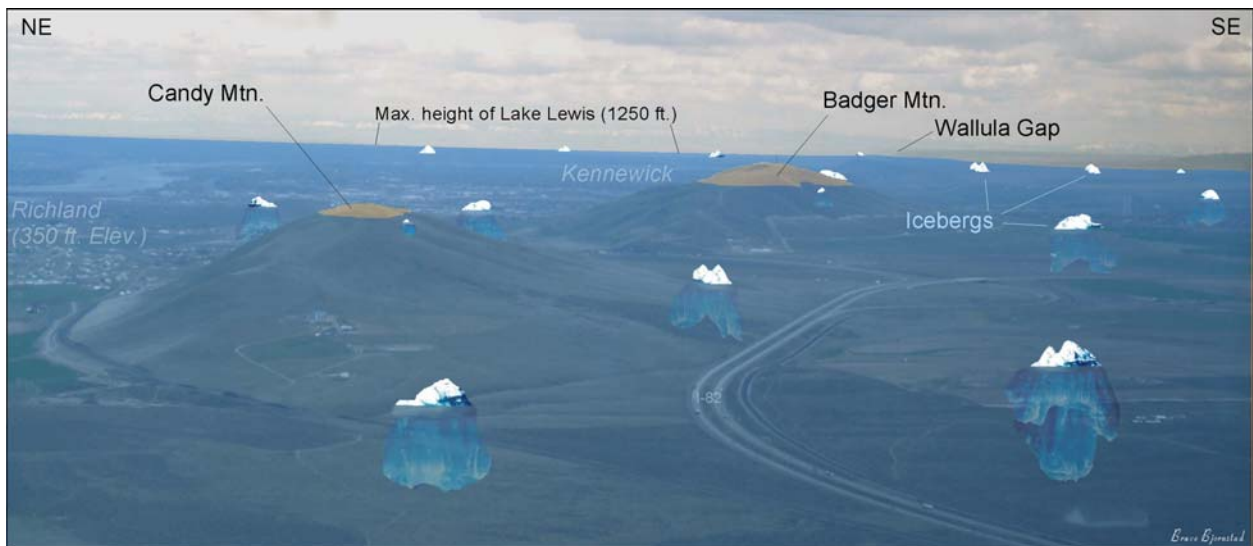 NE
SE
Candy Mtn.
Max. height of Lake Lewis (1250 ft.)
Badger Mtn.
Wallula Gap
Kennewick
Richland
(350 ft. Elev.)
Icebergs
I-82
Bruce Bjornstad